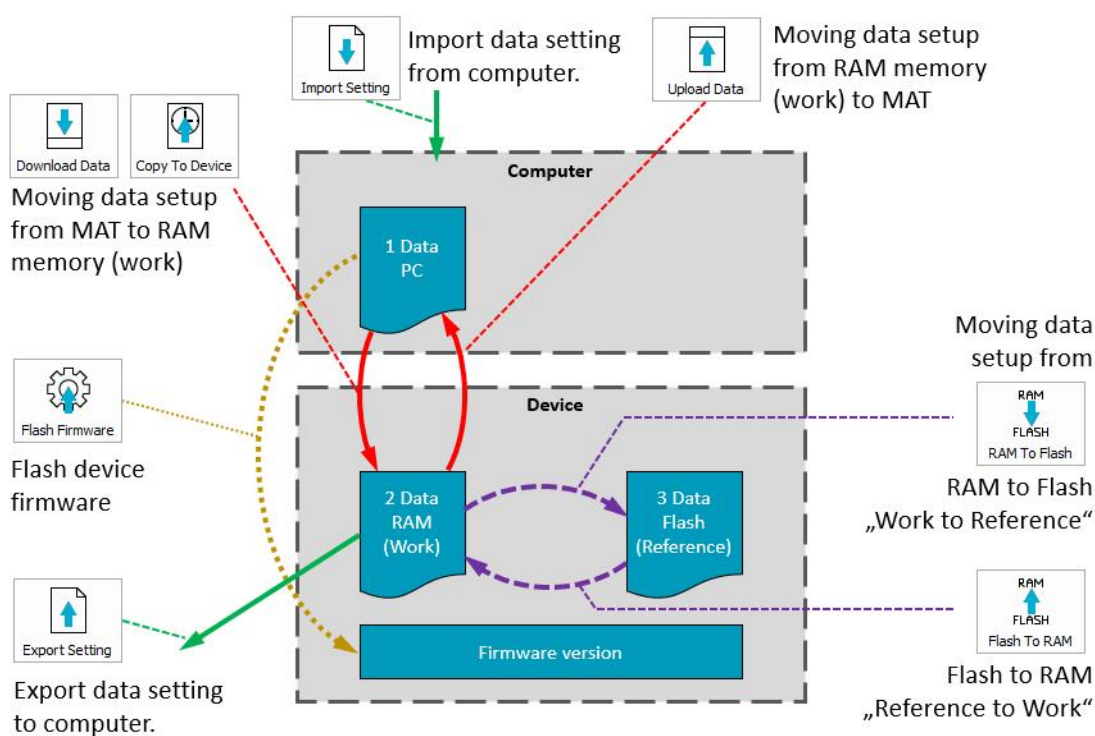 Import Setting
Import data setting
from computer.
Upload Data
Moving data setup
from RAM memory
(work) to MAT
Download Data
Copy To Device
Moving data setup
from MAT to RAM
memory (work)
Computer
1 Data
PC
Flash Firmware
Flash device
firmware
Device
2 Data
RAM
(Work)
3 Data
Flash
(Reference)
Firmware version
Moving data
setup from
RAM
FLASH
RAM To Flash
RAM to Flash
„Work to Reference“
RAM
FLASH
Flash To RAM
Flash to RAM
„Reference to Work“
Export Setting
Export data setting
to computer.